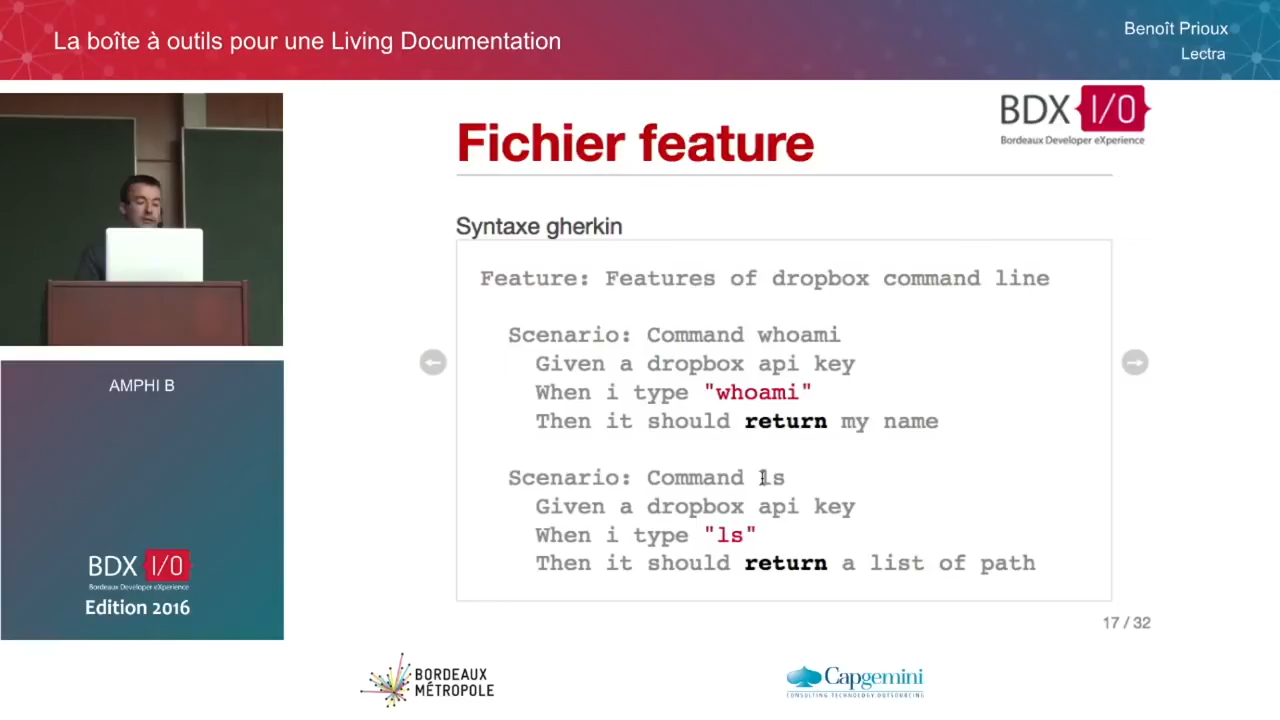 La boîte à outils pour une Living Documentation
Benoît Prioux
Lectra
BDX I/O
Bordeaux Developer eXperience
Fichier feature
Syntaxe gherkin
Feature: Features of dropbox command line
Scenario: Command whoami
Given a dropbox api key
When i type "whoami"
Then it should return my name
Scenario: Command ls
Given a dropbox api key
When i type "ls"
Then it should return a list of path
17 / 32
AMPHI B
BDX I/O
Bordeaux Developer eXperience
Edition 2016
BORDEAUX
MÉTROPOLE
Capgemini
CONSULTING.TECHNOLOGY.OUTSOURCING